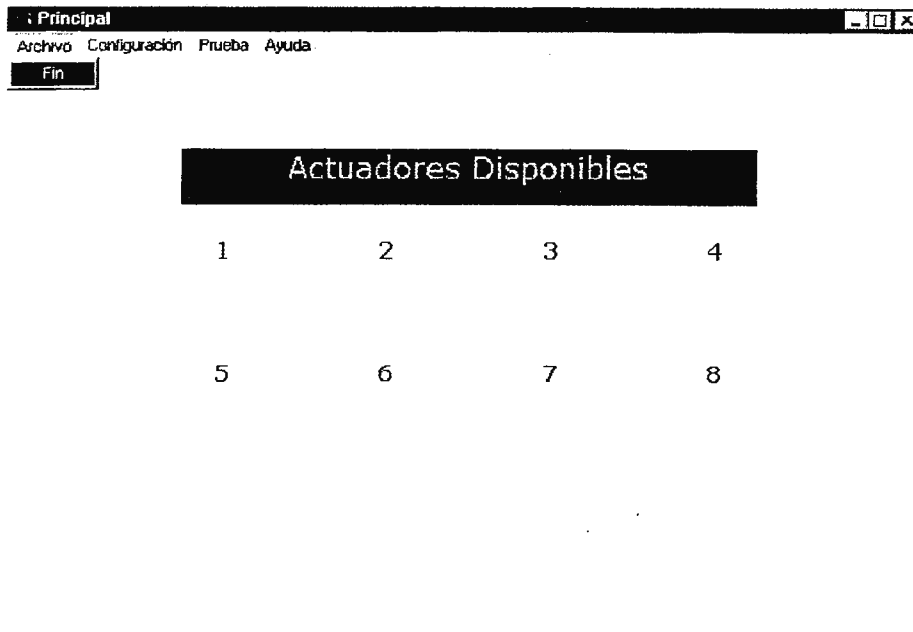 Principal
Archivo Configuración Prueba Ayuda
Fin
Actuadores Disponibles
1 2 3 4
5 6 7 8